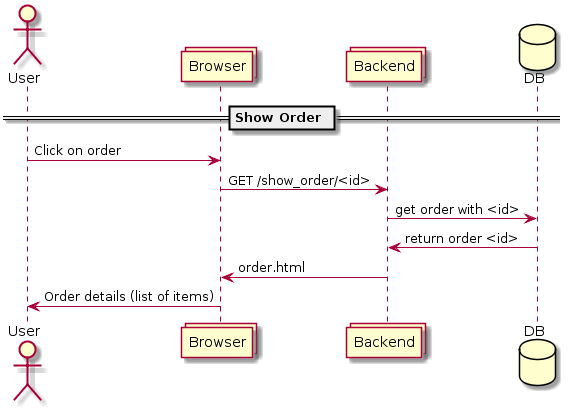 User
Browser
Backend
DB
Show Order
Click on order
GET /show_order/<id>
get order with <id>
return order <id>
order.html
Order details (list of items)
User
Browser
Backend
DB